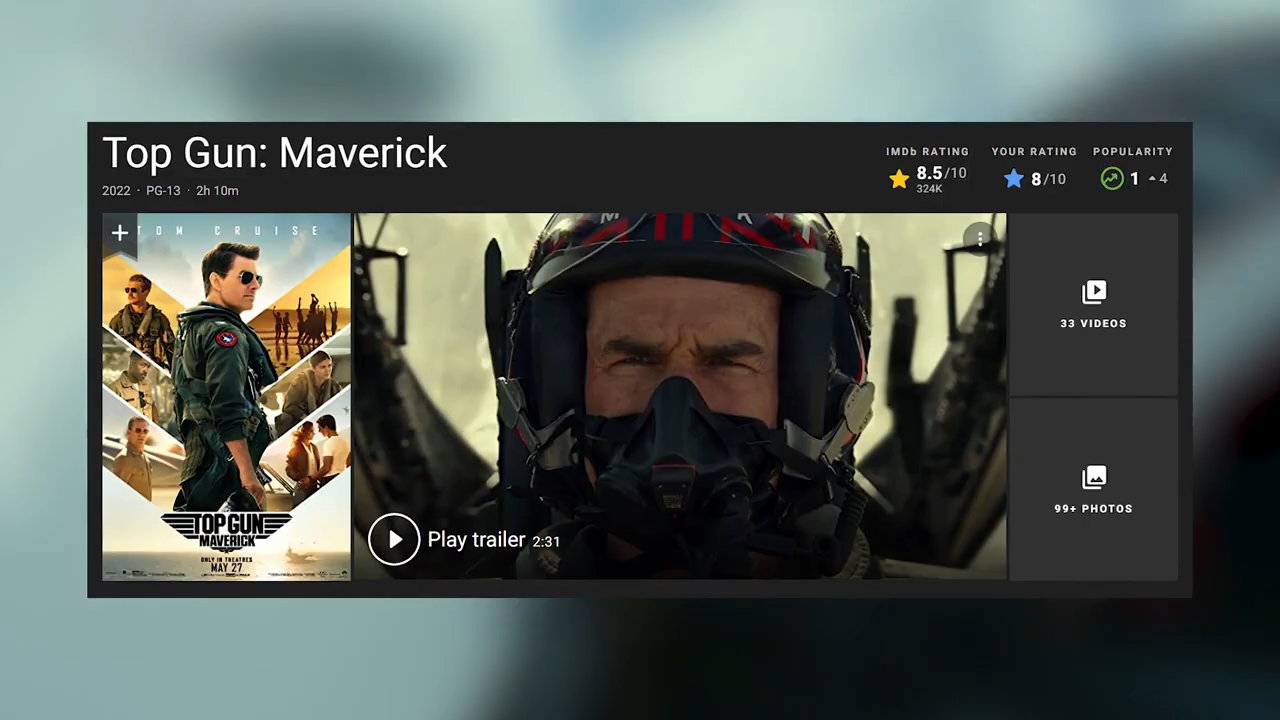 Top Gun: Maverick
2022 · PG-13 · 2h 10m
IMDb RATING
8.5/10
324K
YOUR RATING
8/10
POPULARITY
1 4
TOM CRUISE
TOP GUN
MAVERICK
ONLY IN THEATRES
MAY 27
M K
Play trailer 2:31
33 VIDEOS
99+ PHOTOS